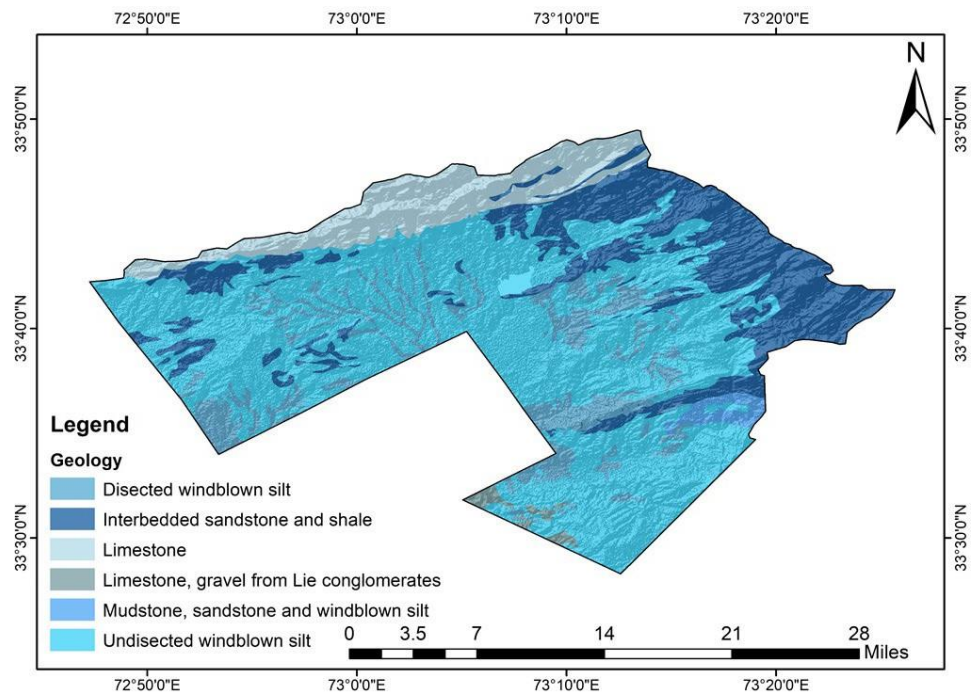 72°50'0"E 73°0'0"E 73°10'0"E 73°20'0"E
N
33°50'0"N 33°50'0"N
33°40'0"N 33°40'0"N
33°30'0"N 33°30'0"N
Legend
Geology
Disected windblown silt
Interbedded sandstone and shale
Limestone
Limestone, gravel from Lie conglomerates
Mudstone, sandstone and windblown silt
Undisected windblown silt
0 3.5 7 14 21 28
Miles
72°50'0"E 73°0'0"E 73°10'0"E 73°20'0"E